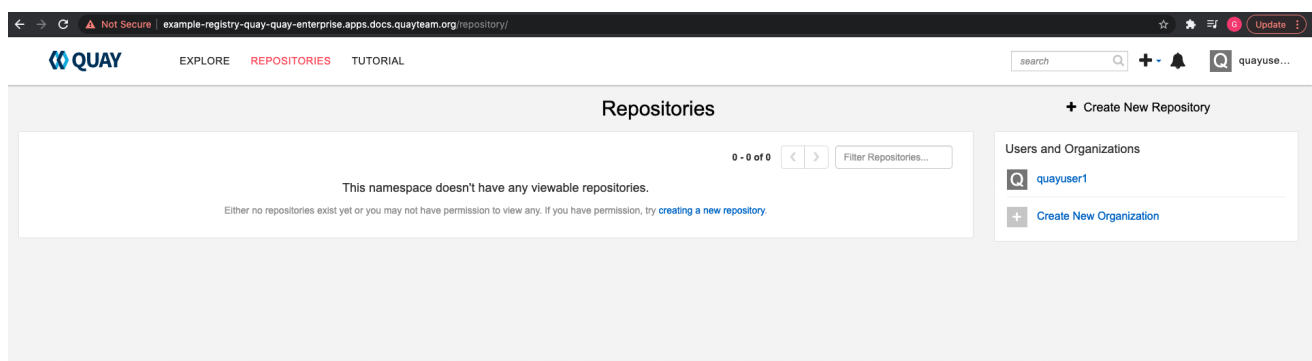 Not Secure example-registry-quay-quay-enterprise.apps.docs.quayteam.org/repository/ G Update
QUAY EXPLORE REPOSITORIES TUTORIAL search Q quayuse...
Repositories
Create New Repository
0 - 0 of 0 Filter Repositories...
This namespace doesn't have any viewable repositories.
Either no repositories exist yet or you may not have permission to view any. If you have permission, try creating a new repository.
Users and Organizations
Q quayuser1
Create New Organization